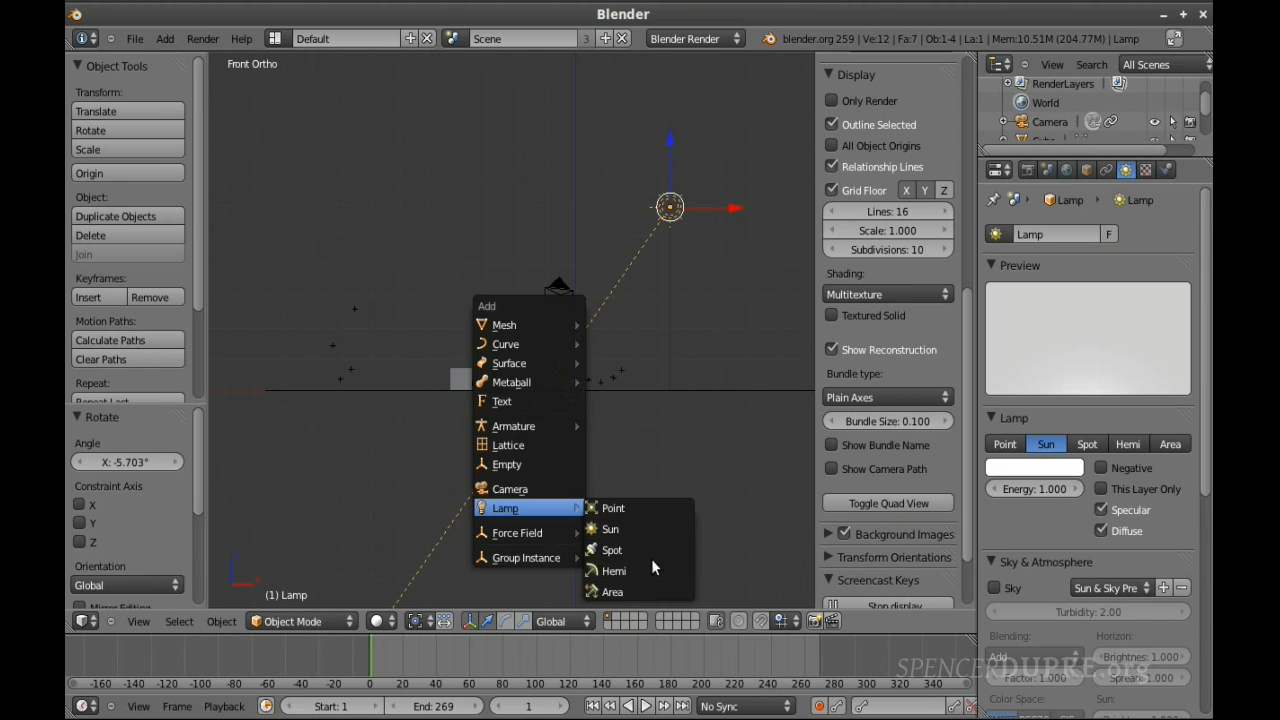 Blender
File Add Render Help Default Scene 3 Blender Render blender.org 259 | Ve:12 | Fa:7 | Ob:1-4 | La:1 | Mem:10.51M (204.77M) | Lamp
Object Tools
Transform:
Translate
Rotate
Scale
Origin
Object:
Duplicate Objects
Delete
Join
Keyframes:
Insert Remove
Motion Paths:
Calculate Paths
Clear Paths
Repeat:
Repeat Last
Rotate
Angle
X: -5.703°
Constraint Axis
X
Y
Z
Orientation
Global
Mirror Editing
Front Ortho
Add
Mesh
Curve
Surface
Metaball
Text
Armature
Lattice
Empty
Camera
Lamp
Force Field
Group Instance
Point
Sun
Spot
Hemi
Area
(1) Lamp
Display
Only Render
Outline Selected
All Object Origins
Relationship Lines
Grid Floor X Y Z
Lines: 16
Scale: 1.000
Subdivisions: 10
Shading:
Multitexture
Textured Solid
Show Reconstruction
Bundle type:
Plain Axes
Bundle Size: 0.100
Show Bundle Name
Show Camera Path
Toggle Quad View
Background Images
Transform Orientations
Screencast Keys
Stop display
View Search All Scenes
RenderLayers
World
Camera
Lamp Lamp
Lamp F
Preview
Lamp
Point Sun Spot Hemi Area
Negative
Energy: 1.000 This Layer Only
Specular
Diffuse
Sky & Atmosphere
Sky Sun & Sky Pre
Turbidity: 2.00
Blending: Horizon:
Add Brightnes: 1.000
Factor: 1.000 Spread: 1.000
Color Space: Sun:
SPENCERDUPRE.org
View Select Object Object Mode Global
-160 -140 -120 -100 -80 -60 -40 -20 0 20 40 60 80 100 120 140 160 180 200 220 240 260 280 300 320 340
View Frame Playback Start: 1 End: 269 1 No Sync